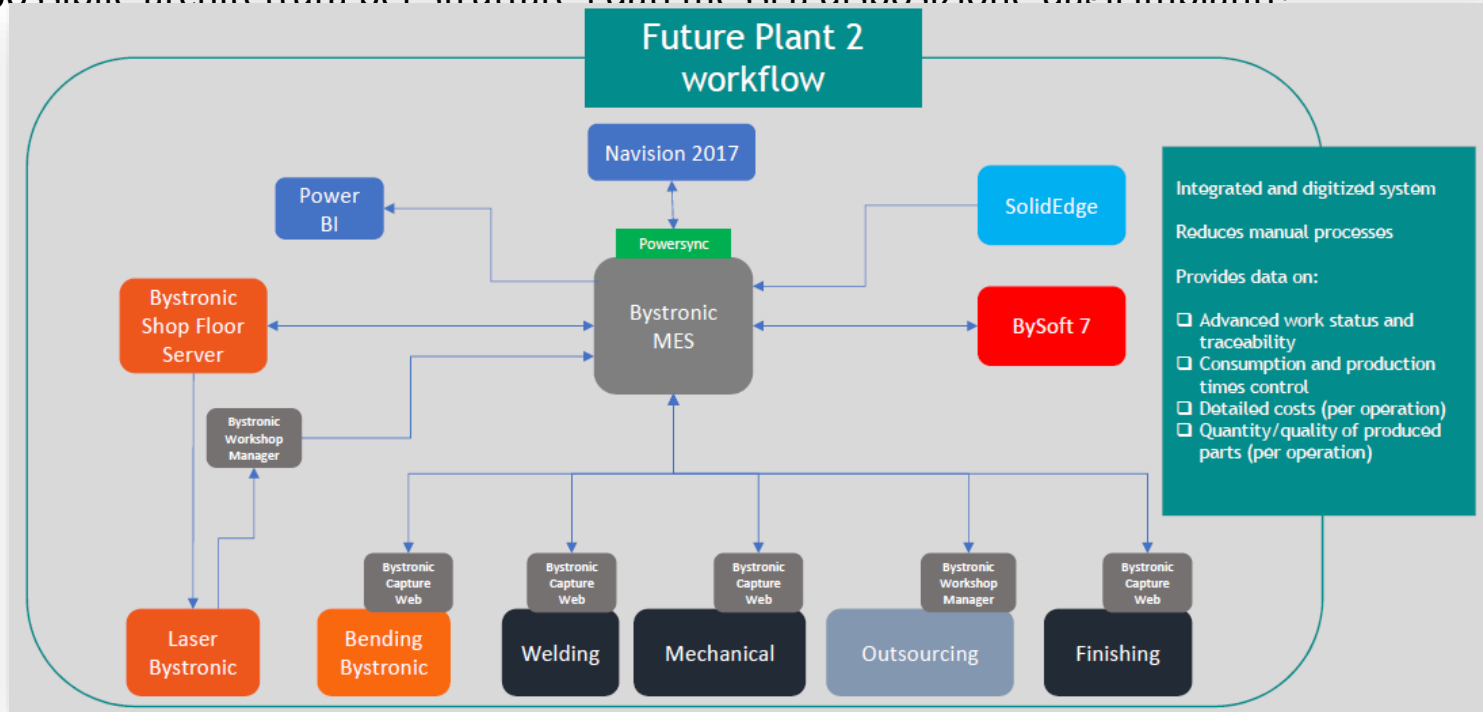 Future Plant 2
workflow
Navision 2017
Power
BI
SolidEdge
Powersync
Bystronic
Shop Floor
Server
Bystronic
MES
BySoft 7
Bystronic
Workshop
Manager
Integrated and digitized system
Reduces manual processes
Provides data on:
❑ Advanced work status and
traceability
❑ Consumption and production
times control
❑ Detailed costs (per operation)
❑ Quantity/quality of produced
parts (per operation)
Bystronic
Capture
Web
Bystronic
Capture
Web
Bystronic
Capture
Web
Bystronic
Workshop
Manager
Bystronic
Capture
Web
Laser
Bystronic
Bending
Bystronic
Welding
Mechanical
Outsourcing
Finishing